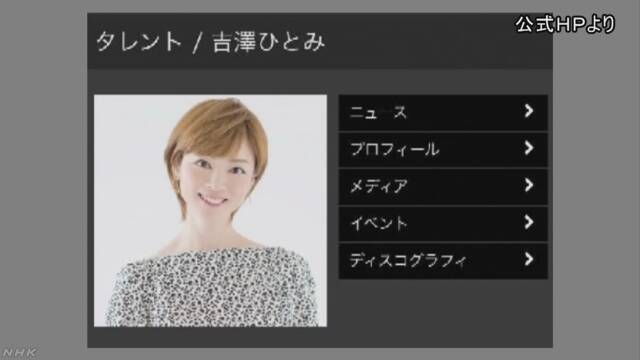 公式HPより
タレント / 吉澤ひとみ
ニュース
プロフィール
メディア
イベント
ディスコグラフィ
NHK